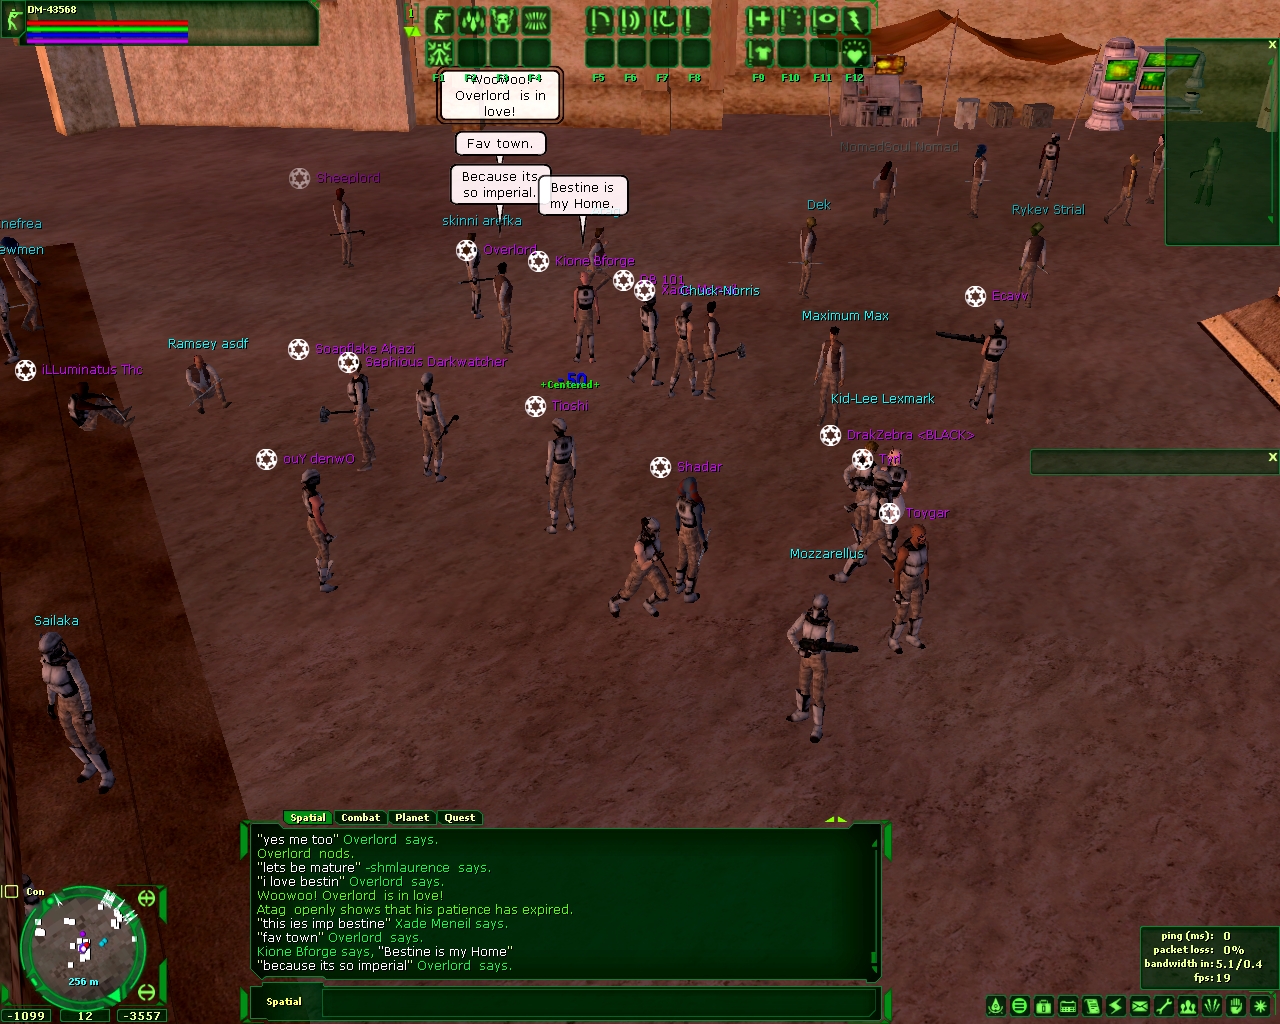 DM-43568
1
F1 F2 F3 F4 F5 F6 F7 F8 F9 F10 F11 F12
x
Woowoo!
Overlord is in
love!
Fav town.
Because its
so imperial.
Bestine is
my Home.
NomadSoul Nomad
Sheeplord
Dek
Rykev Strial
nefrea
ewmen
skinni arefka
Overlord
Kione Bforge
Chuck-Norris
Ecavv
Maximum Max
Ramsey asdf
Soapflake Ahazi
Sephious Darkwatcher
iLLuminatus Thc
50
+Centered+
Tioshi
Kid-Lee Lexmark
DrakZebra <BLACK>
ouY denwO
Shadar
x
Toygar
Mozzarellus
Sailaka
Spatial Combat Planet Quest
"yes me too" Overlord says.
Overlord nods.
"lets be mature" -shmlaurence says.
"i love bestin" Overlord says.
Woowoo! Overlord is in love!
Atag openly shows that his patience has expired.
"this ies imp bestine" Xade Meneil says.
"fav town" Overlord says.
Kione Bforge says, "Bestine is my Home"
"because its so imperial" Overlord says.
Spatial
Con
256 m
-1099 12 -3557
ping (ms): 0
packet loss: 0%
bandwidth in: 5.1/0.4
fps: 19